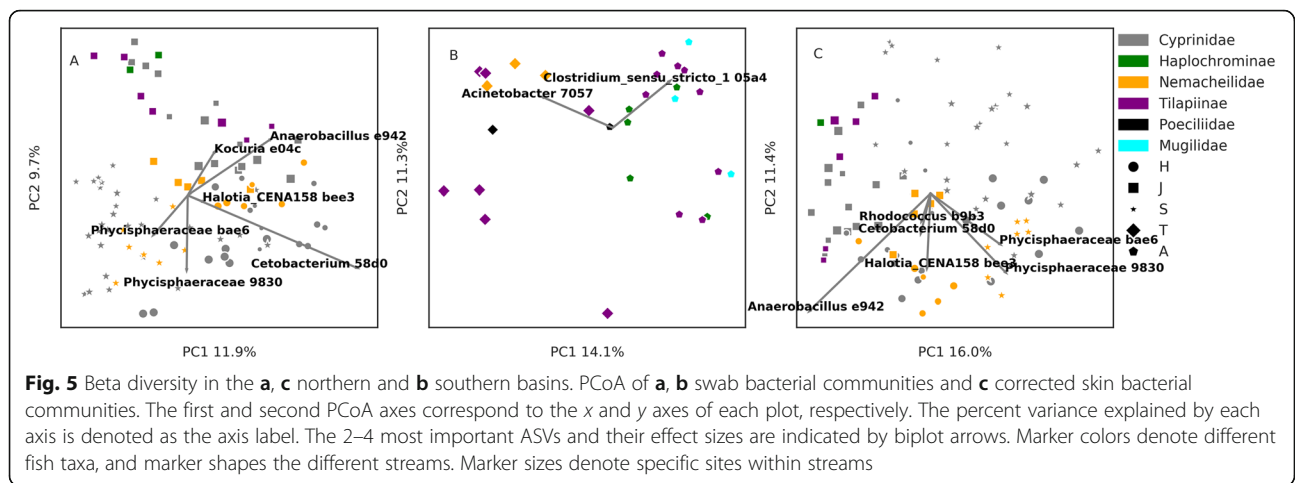 A
Kocuria e04c
Anaerobacillus e942
Halotia_CENA158 bee3
Phycisphaeraceae bae6
Cetobacterium 58d0
Phycisphaeraceae 9830
PC2 9.7%
PC1 11.9%
B
Clostridium_sensu_stricto_1 05a4
Acinetobacter 7057
PC2 11.3%
PC1 14.1%
C
Rhodococcus b9b3
Cetobacterium 58d0
Phycisphaeraceae bae6
Halotia_CENA158 bee3
Phycisphaeraceae 9830
Anaerobacillus e942
PC2 11.4%
PC1 16.0%
Cyprinidae
Haplochrominae
Nemacheilidae
Tilapiinae
Poeciliidae
Mugilidae
H
J
S
T
A
Fig. 5 Beta diversity in the a, c northern and b southern basins. PCoA of a, b swab bacterial communities and c corrected skin bacterial
communities. The first and second PCoA axes correspond to the x and y axes of each plot, respectively. The percent variance explained by each
axis is denoted as the axis label. The 2–4 most important ASVs and their effect sizes are indicated by biplot arrows. Marker colors denote different
fish taxa, and marker shapes the different streams. Marker sizes denote specific sites within streams